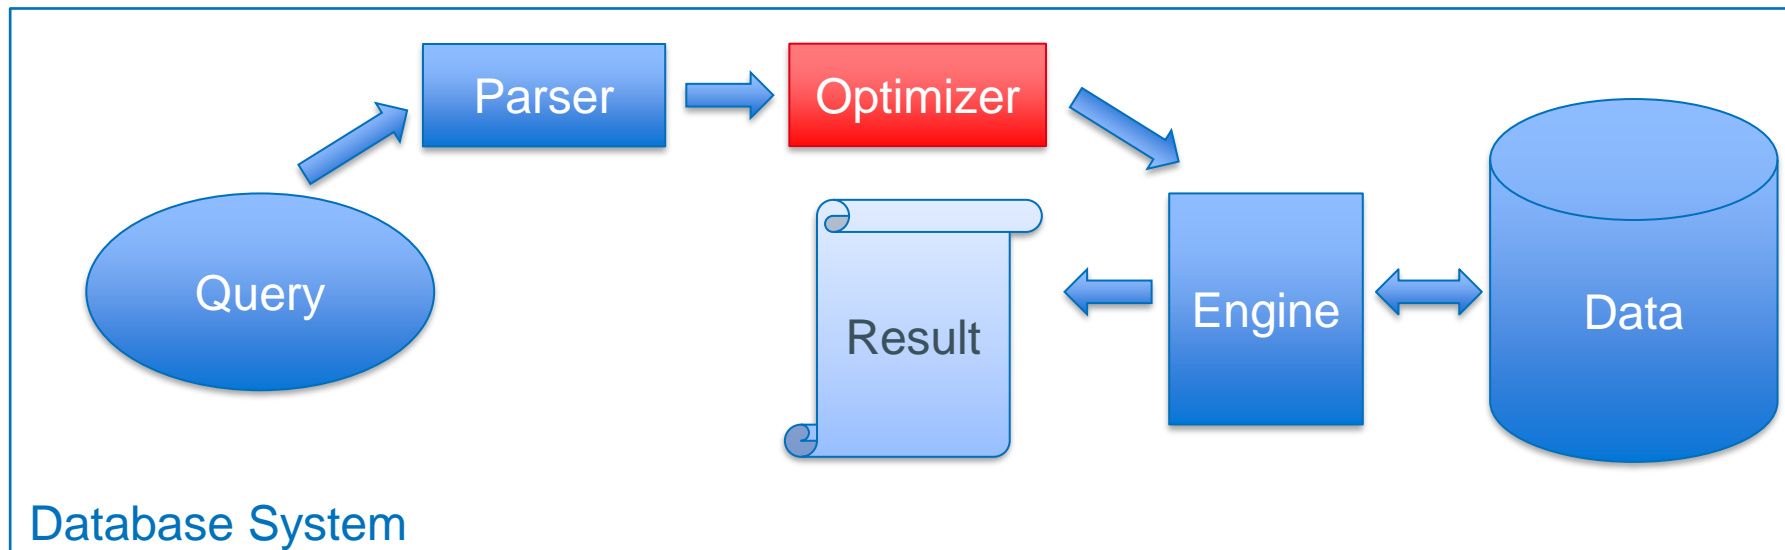 Parser
Optimizer
Query
Result
Engine
Data
Database System